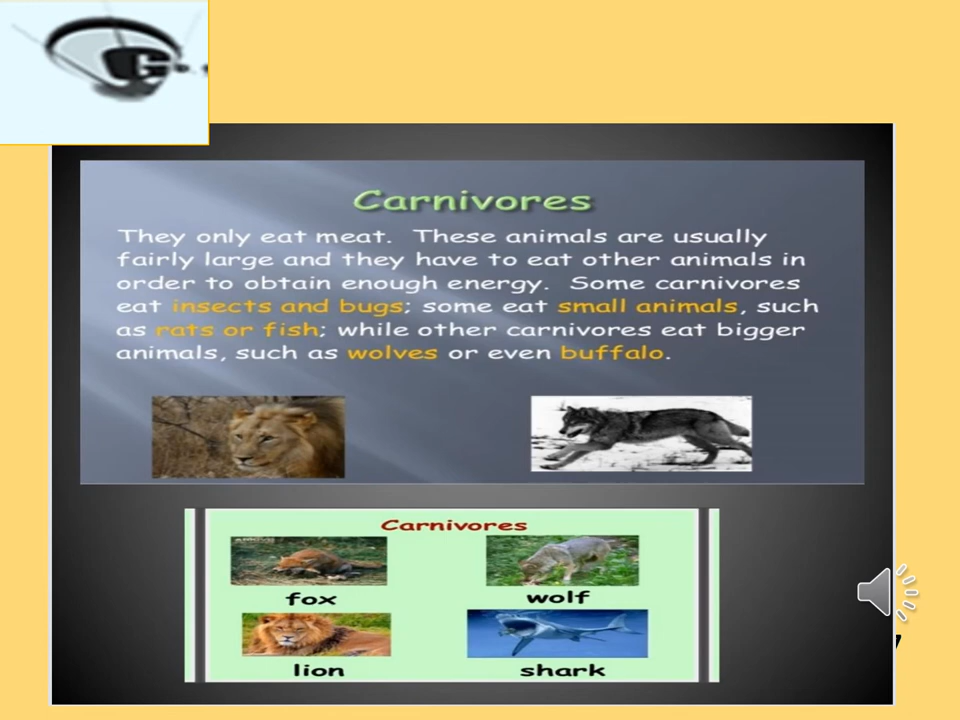 G
Carnivores
They only eat meat. These animals are usually
fairly large and they have to eat other animals in
order to obtain enough energy. Some carnivores
eat insects and bugs; some eat small animals, such
as rats or fish; while other carnivores eat bigger
animals, such as wolves or even buffalo.
Carnivores
fox
wolf
lion
shark
7